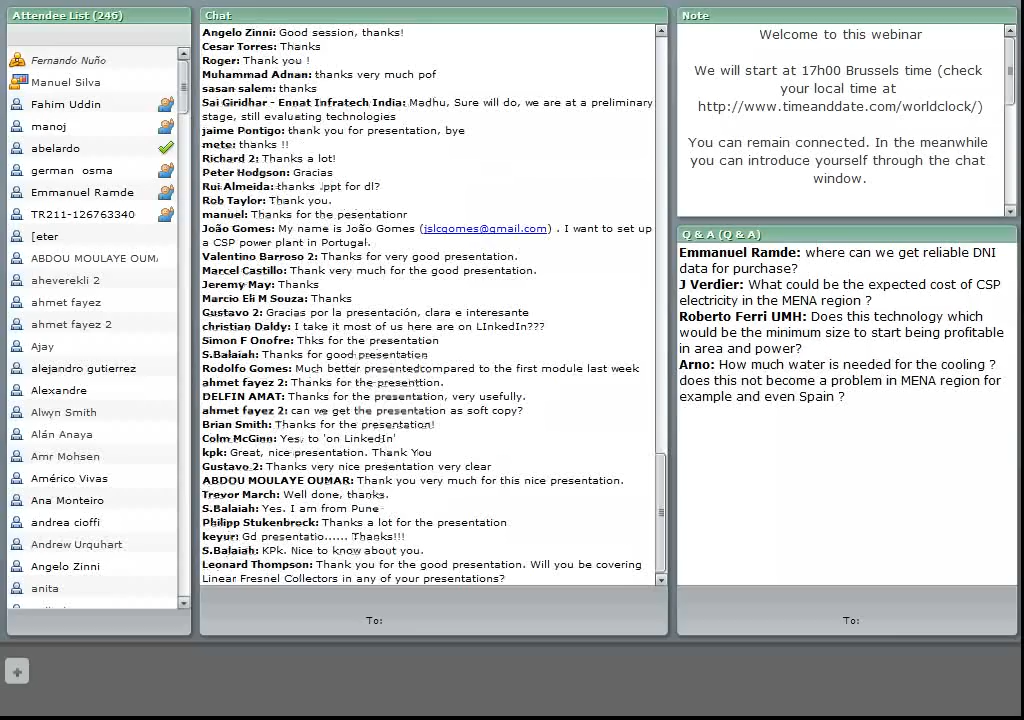 Attendee List (246)
Fernando Nuño
Manuel Silva
Fahim Uddin
manoj
abelardo
german osma
Emmanuel Ramde
TR211-126763340
[eter
ABDOU MOULAYE OUM
aheverekli 2
ahmet fayez
ahmet fayez 2
Ajay
alejandro gutierrez
Alexandre
Alwyn Smith
Alán Anaya
Amr Mohsen
Américo Vivas
Ana Monteiro
andrea cioffi
Andrew Urquhart
Angelo Zinni
anita
Chat
Angelo Zinni: Good session, thanks!
Cesar Torres: Thanks
Roger: Thank you !
Muhammad Adnan: thanks very much pof
sasan salem: thanks
Sai Giridhar - Ennat Infratech India: Madhu, Sure will do, we are at a preliminary
stage, still evaluating technologies
jaime Pontigo: thank you for presentation, bye
mete: thanks !!
Richard 2: Thanks a lot!
Peter Hodgson: Gracias
Rui Almeida: thanks .ppt for dl?
Rob Taylor: Thank you.
manuel: Thanks for the pesentationr
João Gomes: My name is João Gomes (jslcgomes@gmail.com) . I want to set up
a CSP power plant in Portugal.
Valentino Barroso 2: Thanks for very good presentation.
Marcel Castillo: Thank very much for the good presentation.
Jeremy May: Thanks
Marcio Eli M Souza: Thanks
Gustavo 2: Gracias por la presentación, clara e interesante
christian Daldy: I take it most of us here are on LInkedIn???
Simon F Onofre: Thks for the presentation
S.Balaiah: Thanks for good presentation
Rodolfo Gomes: Much better presentedcompared to the first module last week
ahmet fayez 2: Thanks for the presenttion.
DELFIN AMAT: Thanks for the presentation, very usefully.
ahmet fayez 2: can we get the presentation as soft copy?
Brian Smith: Thanks for the presentation!
Colm McGinn: Yes, to 'on LinkedIn'
kpk: Great, nice presentation. Thank You
Gustavo 2: Thanks very nice presentation very clear
ABDOU MOULAYE OUMAR: Thank you very much for this nice presentation.
Trevor March: Well done, thanks.
S.Balaiah: Yes. I am from Pune
Philipp Stukenbrock: Thanks a lot for the presentation
keyur: Gd presentatio...... Thanks!!!
S.Balaiah: KPk. Nice to know about you.
Leonard Thompson: Thank you for the good presentation. Will you be covering
Linear Fresnel Collectors in any of your presentations?
To:
Note
Welcome to this webinar
We will start at 17h00 Brussels time (check
your local time at
http://www.timeanddate.com/worldclock/)
You can remain connected. In the meanwhile
you can introduce yourself through the chat
window.
Q & A (Q & A)
Emmanuel Ramde: where can we get reliable DNI
data for purchase?
J Verdier: What could be the expected cost of CSP
electricity in the MENA region ?
Roberto Ferri UMH: Does this technology which
would be the minimum size to start being profitable
in area and power?
Arno: How much water is needed for the cooling ?
does this not become a problem in MENA region for
example and even Spain ?
To: